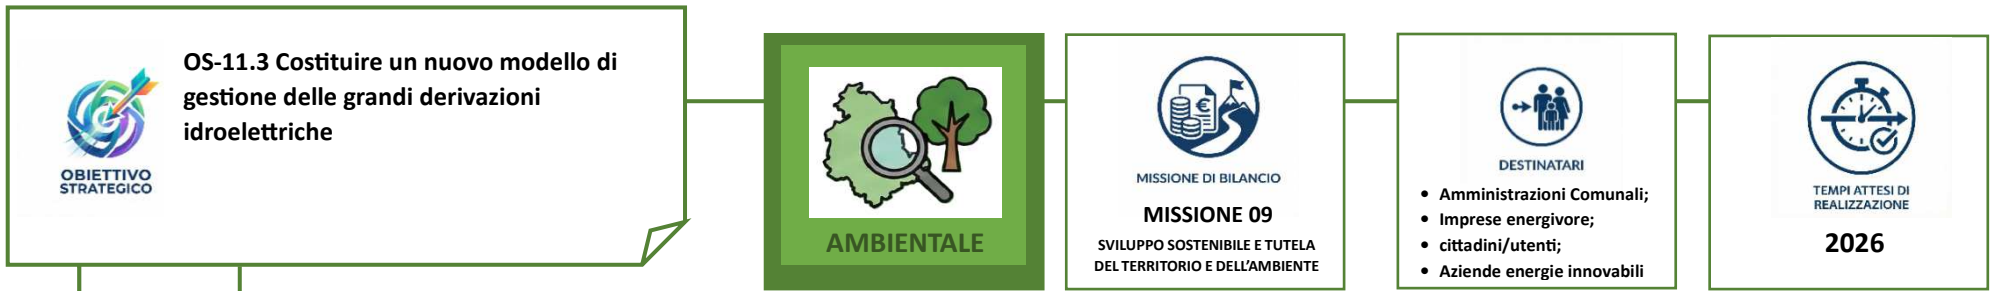 OS-11.3 Costituire un nuovo modello di
gestione delle grandi derivazioni
idroelettriche
OBIETTIVO
STRATEGICO
AMBIENTALE
€
MISSIONE DI BILANCIO
MISSIONE 09
SVILUPPO SOSTENIBILE E TUTELA
DEL TERRITORIO E DELL'AMBIENTE
DESTINATARI
• Amministrazioni Comunali;
• Imprese energivore;
• cittadini/utenti;
• Aziende energie innovabili
TEMPI ATTESI DI
REALIZZAZIONE
2026